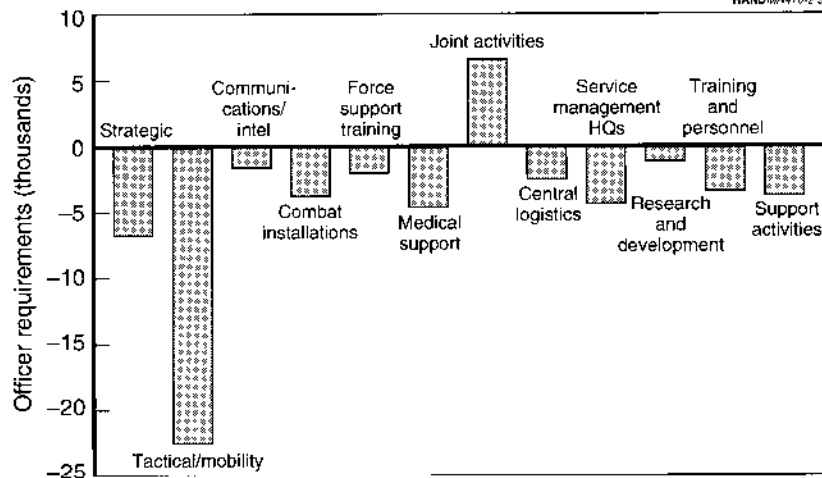 Officer requirements (thousands)
10
5
0
−5
−10
−15
−20
−25
Strategic
Tactical/mobility
Communi-
cations/
intel
Combat
installations
Force
support
training
Medical
support
Joint activities
Central
logistics
Service
management
HQs
Research
and
development
Training
and
personnel
Support
activities